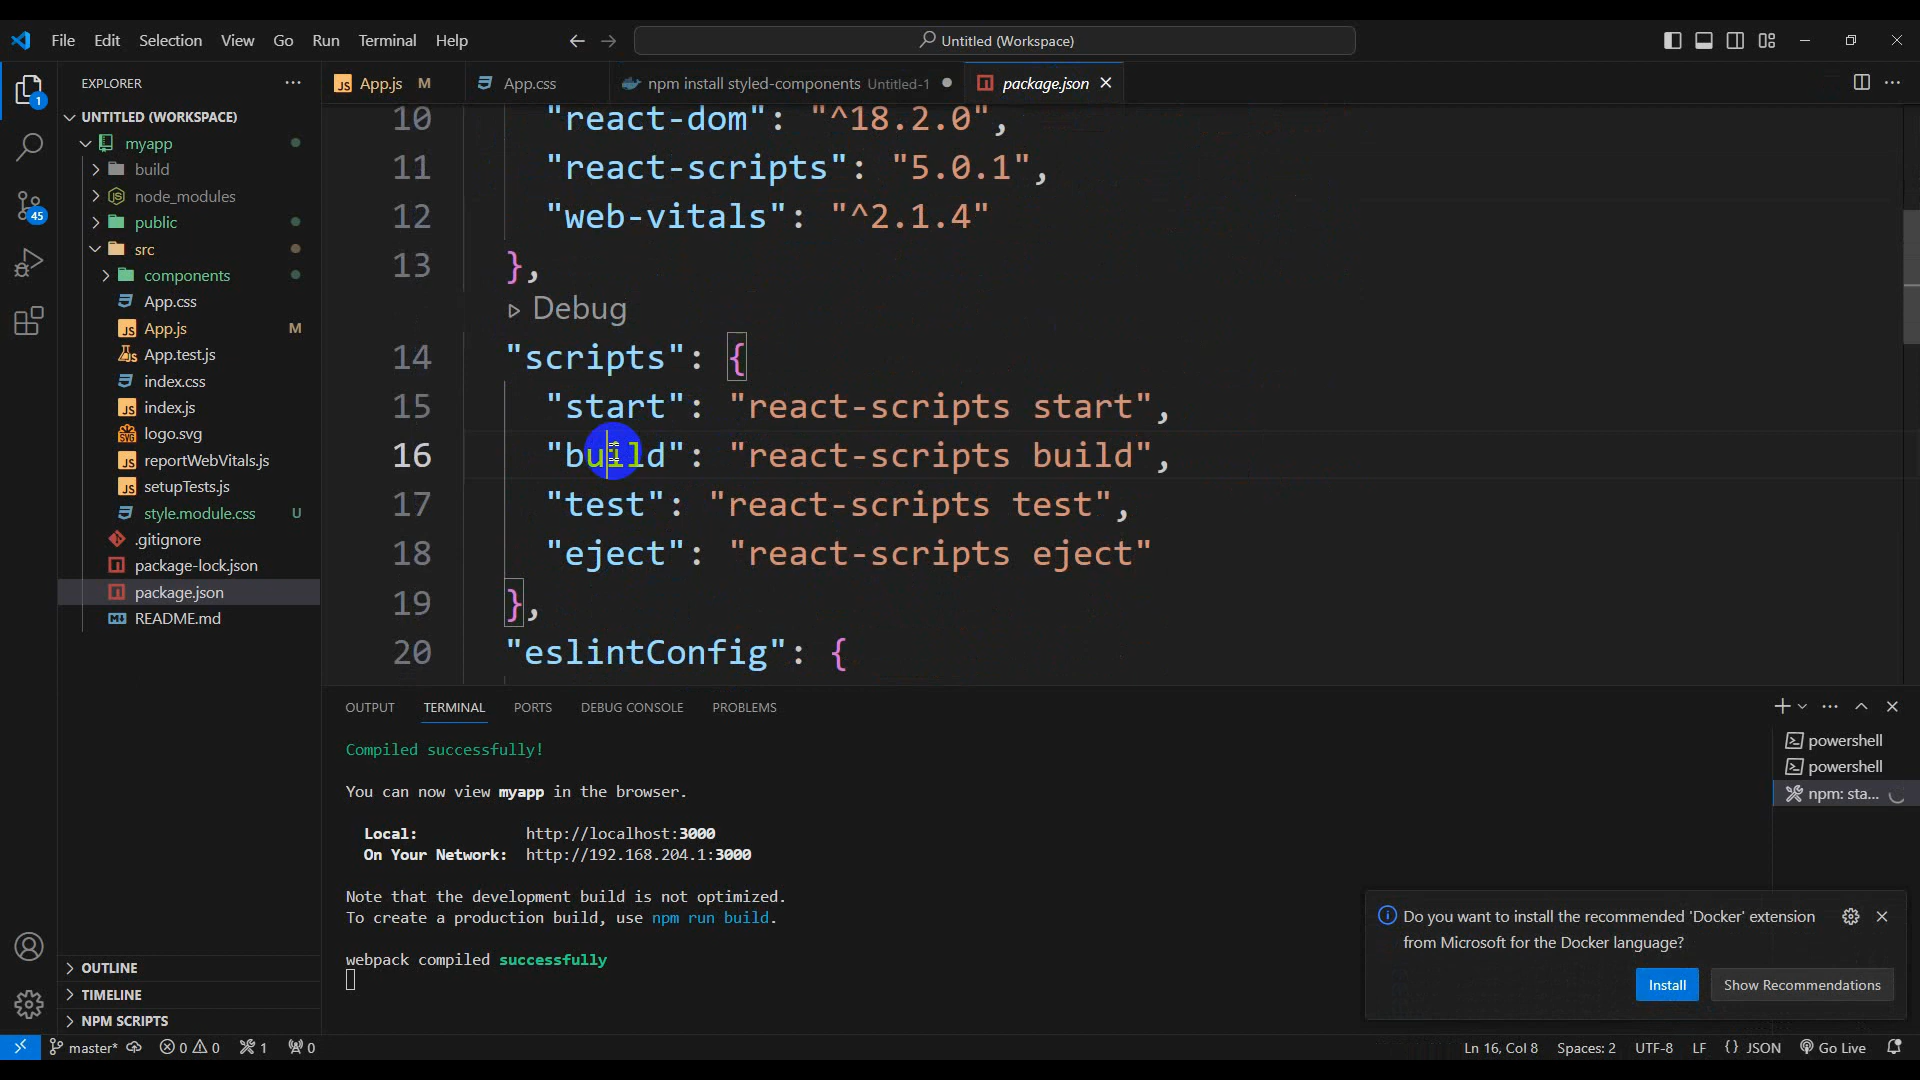 File Edit Selection View Go Run Terminal Help
Untitled (Workspace)
EXPLORER
App.js M
App.css
npm install styled-components Untitled-1
package.json
1
45
UNTITLED (WORKSPACE)
myapp
build
node_modules
public
src
components
App.css
App.js M
App.test.js
index.css
index.js
logo.svg
reportWebVitals.js
setupTests.js
style.module.css U
.gitignore
package-lock.json
package.json
README.md
OUTLINE
TIMELINE
NPM SCRIPTS
10 "react-dom": "^18.2.0",
11 "react-scripts": "5.0.1",
12 "web-vitals": "^2.1.4"
13 },
Debug
14 "scripts": {
15 "start": "react-scripts start",
16 "build": "react-scripts build",
17 "test": "react-scripts test",
18 "eject": "react-scripts eject"
19 },
20 "eslintConfig": {
OUTPUT TERMINAL PORTS DEBUG CONSOLE PROBLEMS
Compiled successfully!
You can now view myapp in the browser.
Local: http://localhost:3000
On Your Network: http://192.168.204.1:3000
Note that the development build is not optimized.
To create a production build, use npm run build.
webpack compiled successfully
powershell
powershell
npm: sta...
Do you want to install the recommended 'Docker' extension
from Microsoft for the Docker language?
Install
Show Recommendations
master* 0 0 1 0
Ln 16, Col 8 Spaces: 2 UTF-8 LF {} JSON Go Live